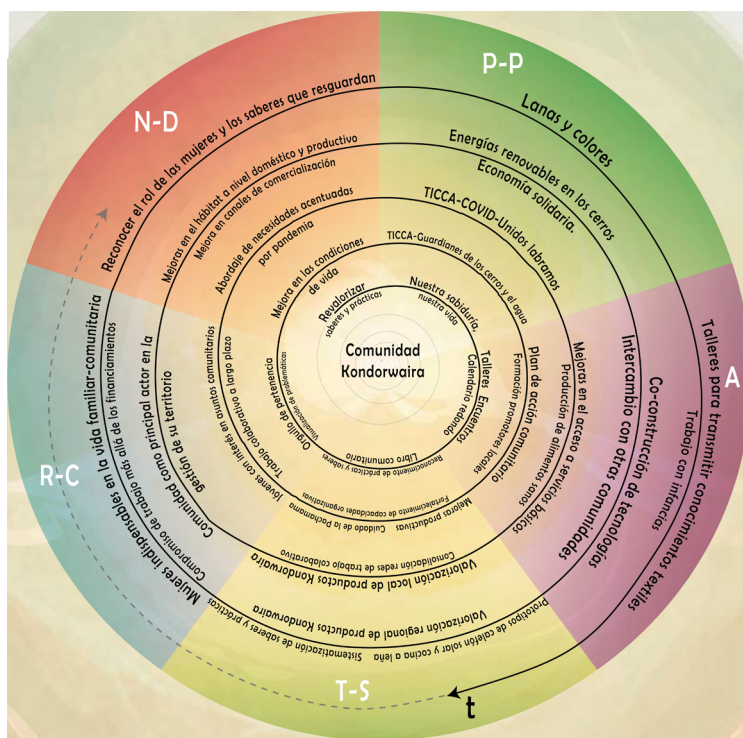 N-D
P-P
A
T-S
R-C
t
Comunidad
Kondorwaira
Nuestra sabiduría,
nuestra vida
Talleres Encuentros
Calendario redondo
Libro comunitario
Reconocimiento de prácticas y saberes
Orgullo de pertenencia
Visualización de problemáticas
Revalorizar
saberes y prácticas
TICCA-Guardianes de los cerros y el agua
Plan de acción comunitario
Formación promotores locales
Mejoras productivas
Cuidado de la Pachamama
Fortalecimiento de capacidades organizativas
Jóvenes con interés en asuntos comunitarios
Trabajo colaborativo a largo plazo
Mejora en las condiciones
de vida
TICCA-COVID-Unidos labramos
Mejoras en el acceso a servicios básicos
Producción de alimentos sanos
Valorización local de productos Kondorwaira
Consolidación redes de trabajo colaborativo
Comunidad como principal actor en la
gestión de su territorio
Abordaje de necesidades acentuadas
por pandemia
Energías renovables en los cerros
Economía solidaria.
Co-construcción de tecnologías
Intercambio con otras comunidades
Prototipos de calefón solar y cocina a leña
Sistematización de saberes y prácticos
Valorización regional de productos Kondorwaira
Mujeres indispensables en la vida familiar-comunitaria
Compromiso de trabajo más allá de los financiamientos
Mejoras en el hábitat a nivel doméstico y productivo
Mejora en canales de comercialización
Lanas y colores
Talleres para transmitir conocimientos textiles
Trabajo con infancias
Reconocer el rol de las mujeres y los saberes que resguardan